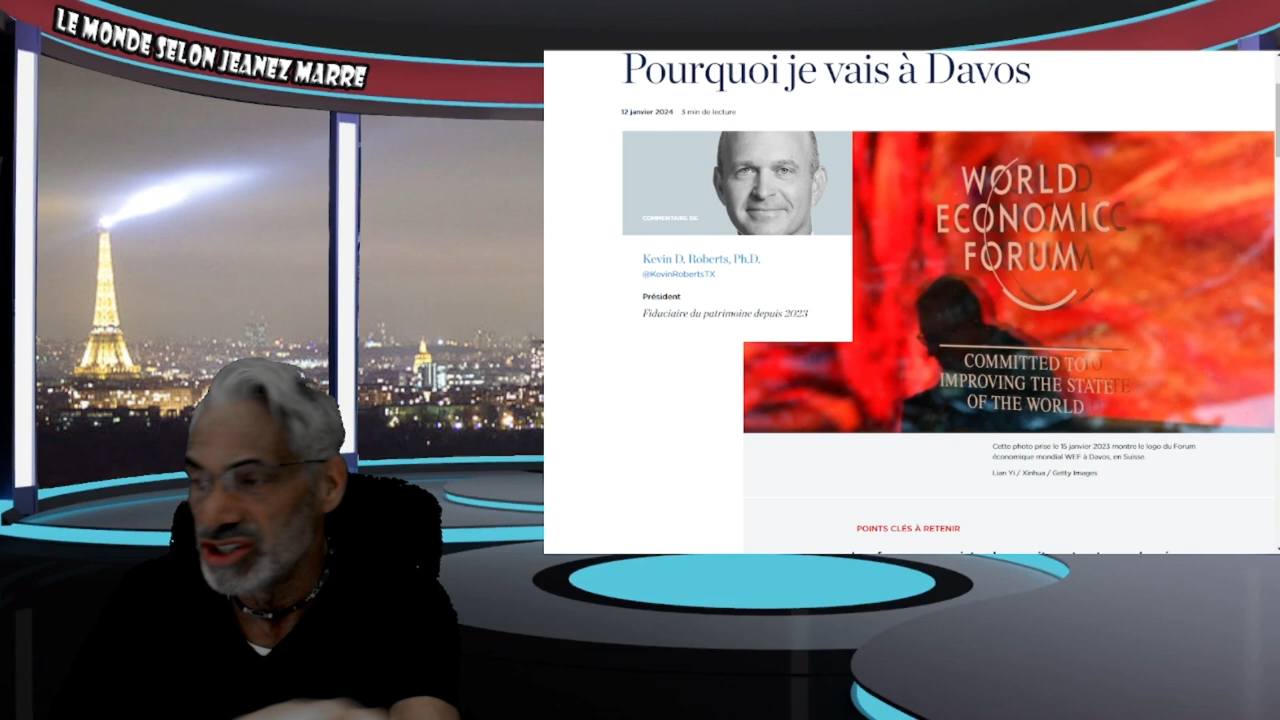 LE MONDE SELON JEANEZ MARRE
Pourquoi je vais à Davos
12 janvier 2024 3 min de lecture
COMMENTAIRE DE
Kevin D. Roberts, Ph.D.
@KevinRobertsTX
Président
Fiduciaire du patrimoine depuis 2023
WORLD
ECONOMIC
FORUM
COMMITTED TO
IMPROVING THE STATE
OF THE WORLD
Cette photo prise le 15 janvier 2023 montre le logo du Forum
économique mondial WEF à Davos, en Suisse.
Lian Yi / Xinhua / Getty Images
POINTS CLÉS À RETENIR